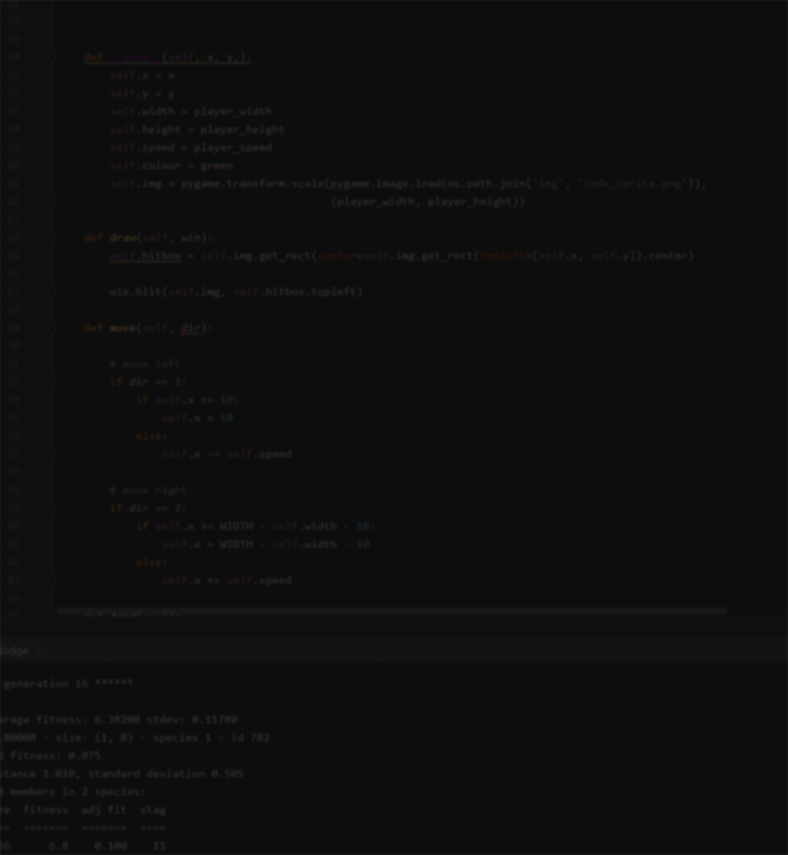 def __init__(self, x, y,):
self.x = x
self.y = y
self.width = player_width
self.height = player_height
self.speed = player_speed
self.colour = green
self.img = pygame.transform.scale(pygame.image.load(os.path.join('img', 'code_sprite.png')),
(player_width, player_height))
def draw(self, win):
self.hitbox = self.img.get_rect(center=self.img.get_rect(topleft=(self.x, self.y)).center)
win.blit(self.img, self.hitbox.topleft)
def move(self, dir):
# move left
if dir == 1:
if self.x <= 10:
self.x = 10
else:
self.x -= self.speed
# move right
if dir == 2:
if self.x >= WIDTH - self.width - 10:
self.x = WIDTH - self.width - 10
else:
self.x += self.speed
generation 16 ******
fitness: 6.38200 stdev: 0.11780
- size: (1, 0) - species 1 - id 782
fitness: 0.075
1.010, standard deviation 0.505
members in 2 species:
fitness adj fit stag
======= ======= ====
6.8 0.100 11